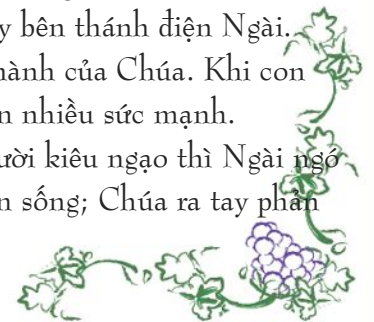 y bên thánh điện Ngài.
hành của Chúa. Khi con
n nhiều sức mạnh.
ười kiêu ngạo thì Ngài ngó
n sống; Chúa ra tay phản